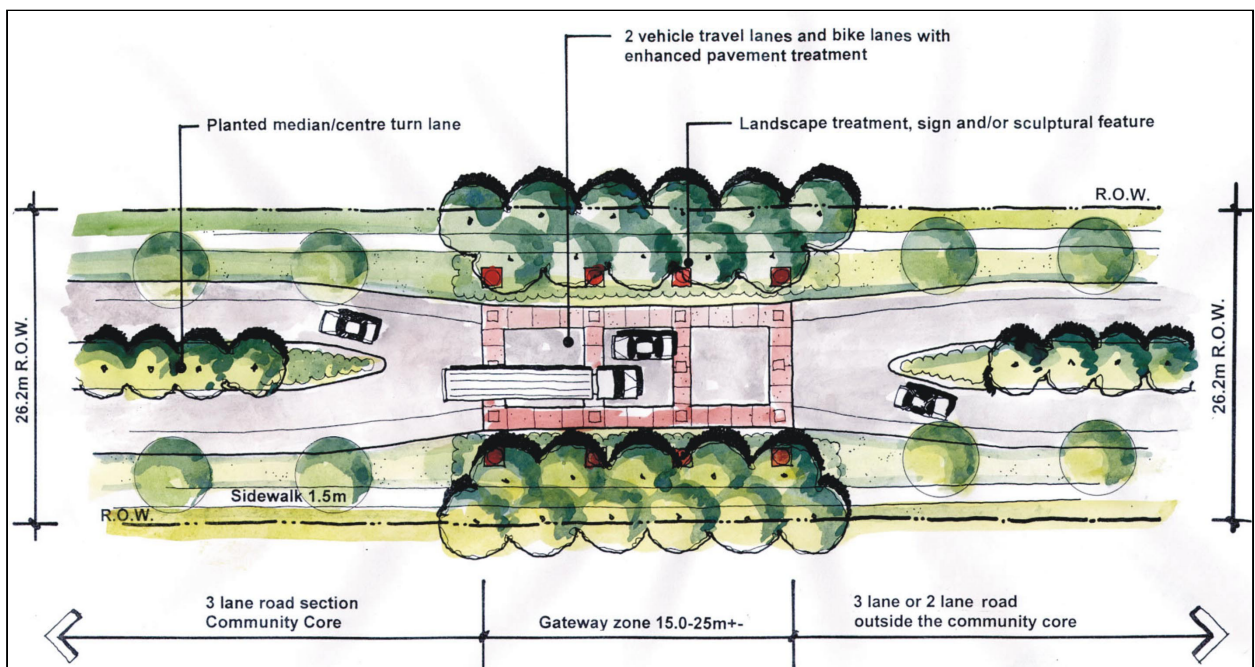 2 vehicle travel lanes and bike lanes with
enhanced pavement treatment
Planted median/centre turn lane
Landscape treatment, sign and/or sculptural feature
R.O.W.
26.2m R.O.W.
26.2m R.O.W.
Sidewalk 1.5m
R.O.W.
3 lane road section
Community Core
Gateway zone 15.0-25m+-
3 lane or 2 lane road
outside the community core